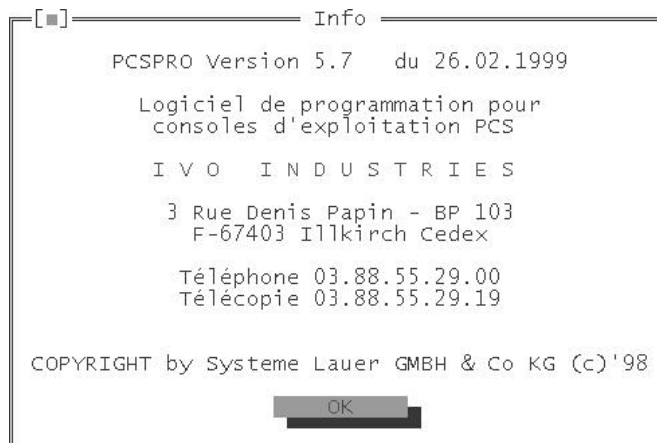 Info
PCSPRO Version 5.7 du 26.02.1999
Logiciel de programmation pour
consoles d'exploitation PCS
I V O I N D U S T R I E S
3 Rue Denis Papin - BP 103
F-67403 Illkirch Cedex
Téléphone 03.88.55.29.00
Télécopie 03.88.55.29.19
COPYRIGHT by Systeme Lauer GMBH & Co KG (c)'98
OK